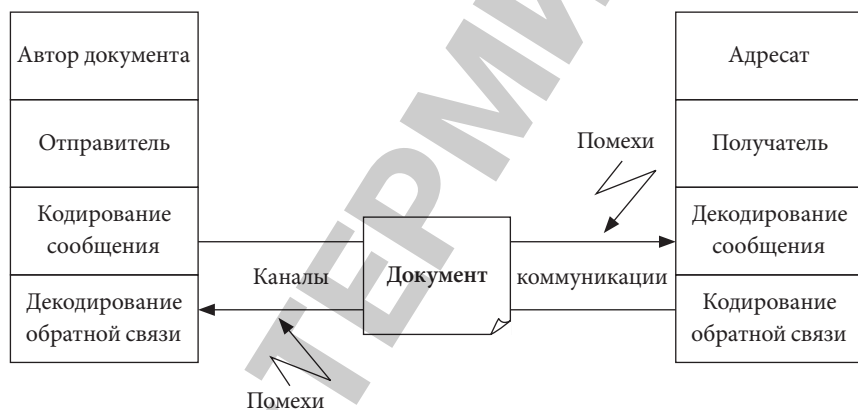 Автор документа
Отправитель
Кодирование
сообщения
Декодирование
обратной связи
Адресат
Получатель
Декодирование
сообщения
Кодирование
обратной связи
Помехи
Каналы
Документ
коммуникации
Помехи
ТЕРМИ